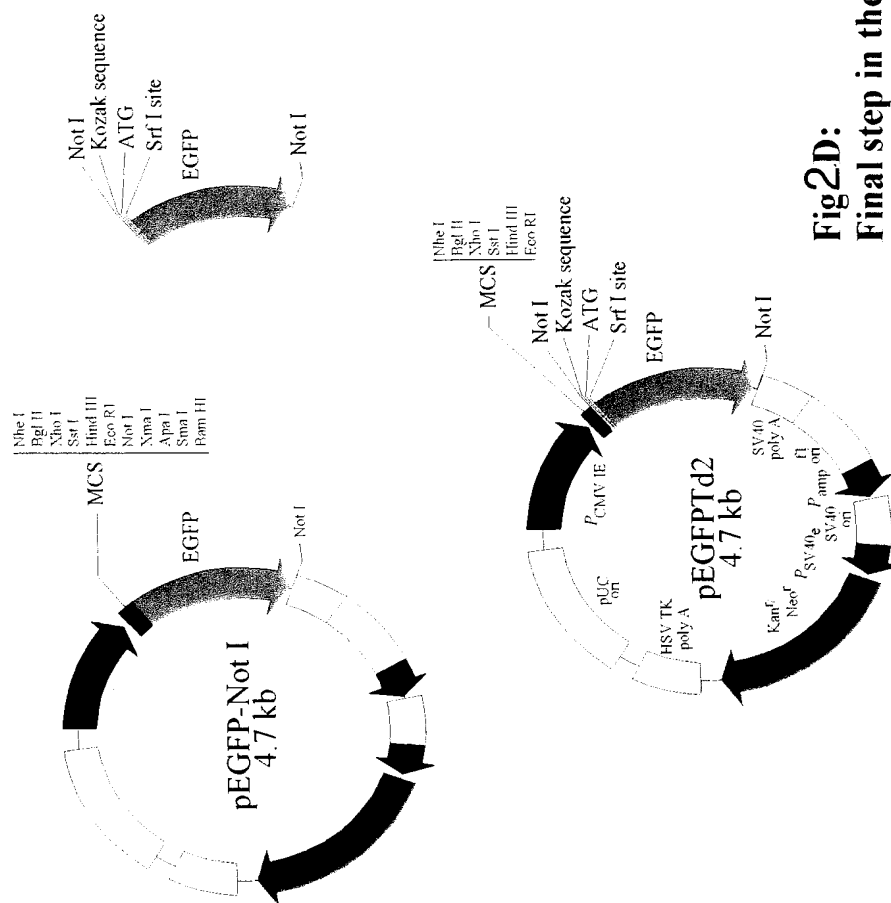 Nhe I
Bgl II
Xho I
Sst I
Hind III
Eco RI
Not I
Xma I
Apa I
Sma I
Bam HI
MCS
EGFP
Not I
pEGFP-Not I
4.7 kb
Not I
Kozak sequence
ATG
Srf I site
EGFP
Not I
Nhe I
Bgl II
Xho I
Sst I
Hind III
Eco RI
MCS
Not I
Kozak sequence
ATG
Srf I site
EGFP
Not I
PCMV IE
pUC
ori
HSV TK
poly A
pEGFPTd2
4.7 kb
SV40
poly A
f1
ori
Pamp
SV40
ori
PSV40e
Kanr/
Neor
Fig2D:
Final step in the